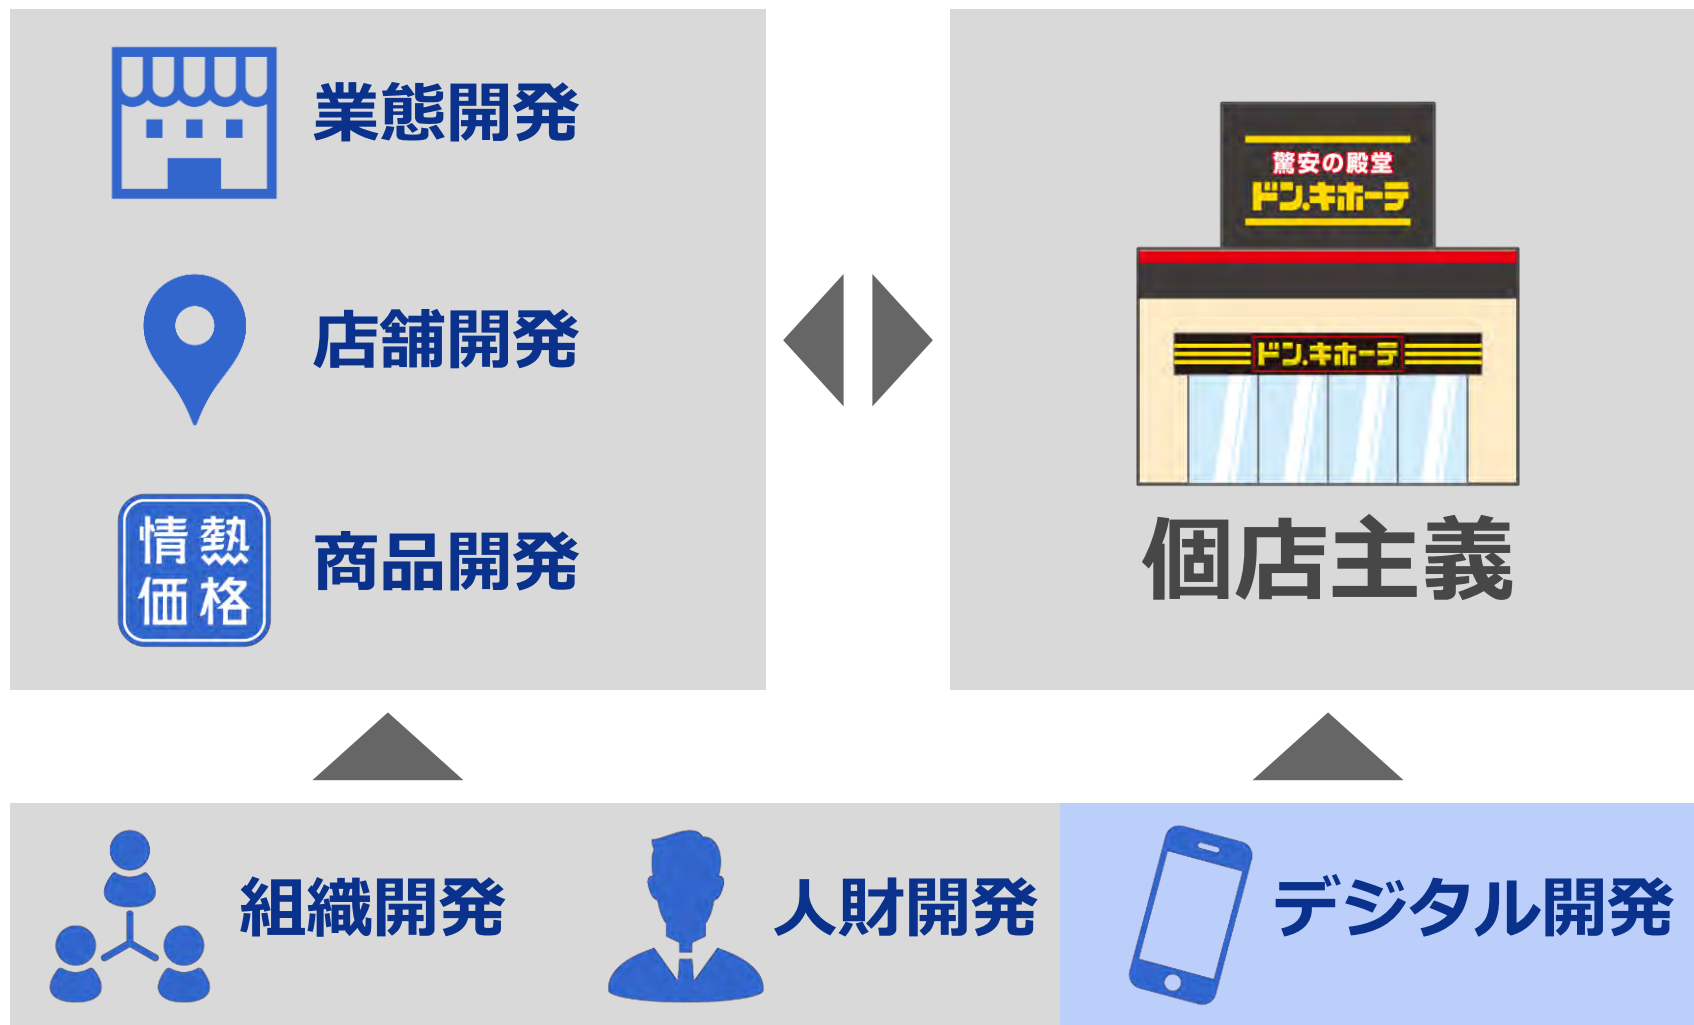 業態開発
店舗開発
情熱
価格
商品開発
驚安の殿堂
ドン.キホーテ
ドン.キホーテ
個店主義
組織開発
人財開発
デジタル開発